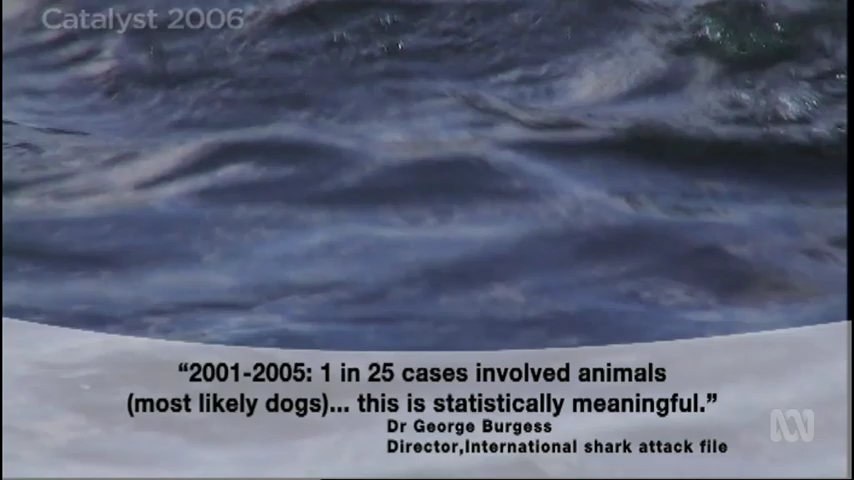 Catalyst 2006
“2001-2005: 1 in 25 cases involved animals
(most likely dogs)... this is statistically meaningful.”
Dr George Burgess
Director,International shark attack file